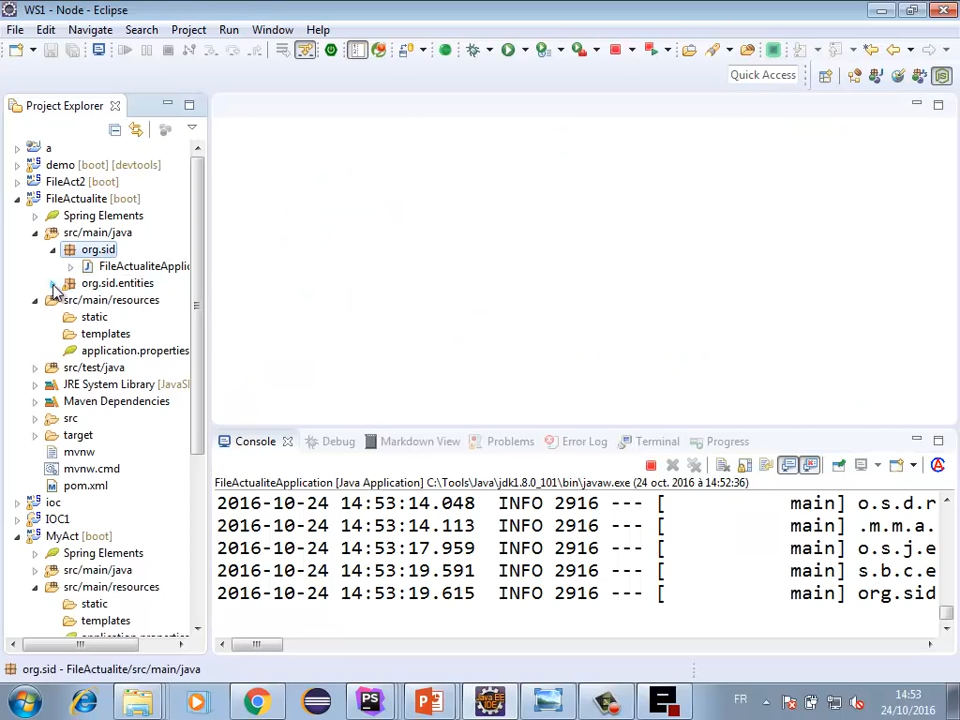 WS1 - Node - Eclipse
File Edit Navigate Search Project Run Window Help
Quick Access
Project Explorer
a
demo [boot] [devtools]
FileAct2 [boot]
FileActualite [boot]
Spring Elements
src/main/java
org.sid
FileActualiteApplic
org.sid.entities
src/main/resources
static
templates
application.properties
src/test/java
JRE System Library [JavaSE
Maven Dependencies
src
target
mvnw
mvnw.cmd
pom.xml
ioc
IOC1
MyAct [boot]
Spring Elements
src/main/java
src/main/resources
static
templates
application.properties
Console Debug Markdown View Problems Error Log Terminal Progress
FileActualiteApplication [Java Application] C:\Tools\Java\jdk1.8.0_101\bin\javaw.exe (24 oct. 2016 à 14:52:36)
2016-10-24 14:53:14.048 INFO 2916 --- [ main] o.s.d.r
2016-10-24 14:53:14.113 INFO 2916 --- [ main] .m.m.a.
2016-10-24 14:53:17.959 INFO 2916 --- [ main] o.s.j.e
2016-10-24 14:53:19.591 INFO 2916 --- [ main] s.b.c.e
2016-10-24 14:53:19.615 INFO 2916 --- [ main] org.sid
org.sid - FileActualite/src/main/java
FR
14:53
24/10/2016